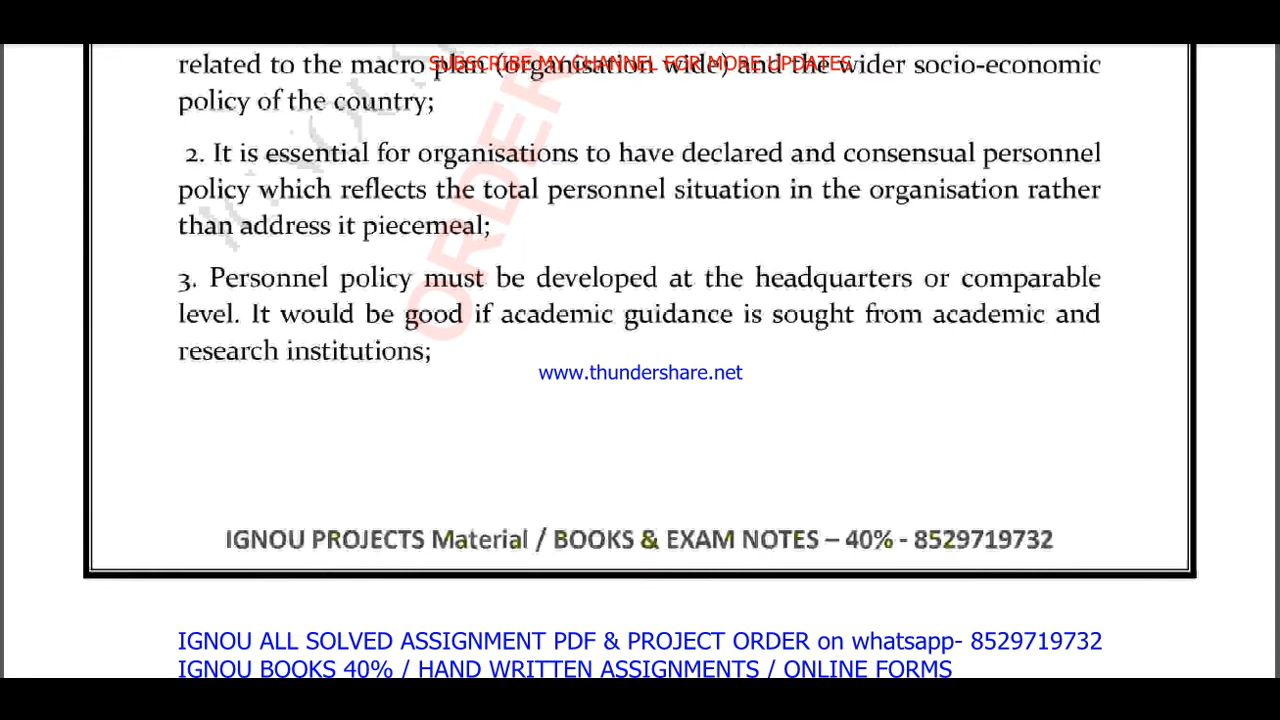 related to the macro plan (organisation wide) and the wider socio-economic
SUBSCRIBE MY CHANNEL FOR MORE UPDATES
policy of the country;
2. It is essential for organisations to have declared and consensual personnel
policy which reflects the total personnel situation in the organisation rather
than address it piecemeal;
3. Personnel policy must be developed at the headquarters or comparable
level. It would be good if academic guidance is sought from academic and
research institutions;
www.thundershare.net
IGNOU
ORDER
IGNOU PROJECTS Material / BOOKS & EXAM NOTES – 40% - 8529719732
IGNOU ALL SOLVED ASSIGNMENT PDF & PROJECT ORDER on whatsapp- 8529719732
IGNOU BOOKS 40% / HAND WRITTEN ASSIGNMENTS / ONLINE FORMS